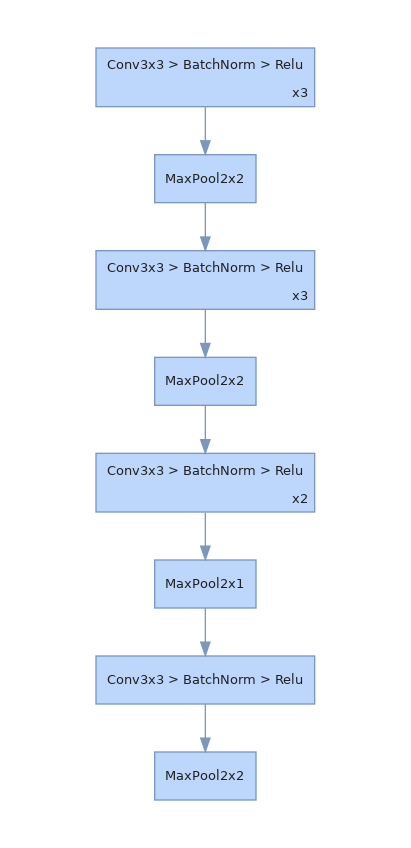 Conv3x3 > BatchNorm > Relu
x3
MaxPool2x2
Conv3x3 > BatchNorm > Relu
x3
MaxPool2x2
Conv3x3 > BatchNorm > Relu
x2
MaxPool2x1
Conv3x3 > BatchNorm > Relu
MaxPool2x2